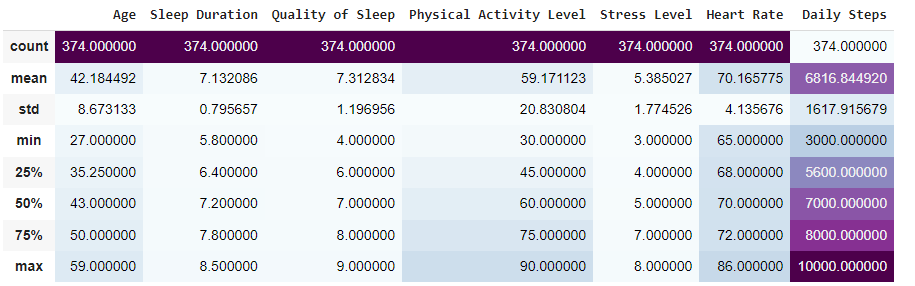 Age Sleep Duration Quality of Sleep Physical Activity Level Stress Level Heart Rate Daily Steps
count 374.000000 374.000000 374.000000 374.000000 374.000000 374.000000 374.000000
mean 42.184492 7.132086 7.312834 59.171123 5.385027 70.165775 6816.844920
std 8.673133 0.795657 1.196956 20.830804 1.774526 4.135676 1617.915679
min 27.000000 5.800000 4.000000 30.000000 3.000000 65.000000 3000.000000
25% 35.250000 6.400000 6.000000 45.000000 4.000000 68.000000 5600.000000
50% 43.000000 7.200000 7.000000 60.000000 5.000000 70.000000 7000.000000
75% 50.000000 7.800000 8.000000 75.000000 7.000000 72.000000 8000.000000
max 59.000000 8.500000 9.000000 90.000000 8.000000 86.000000 10000.000000